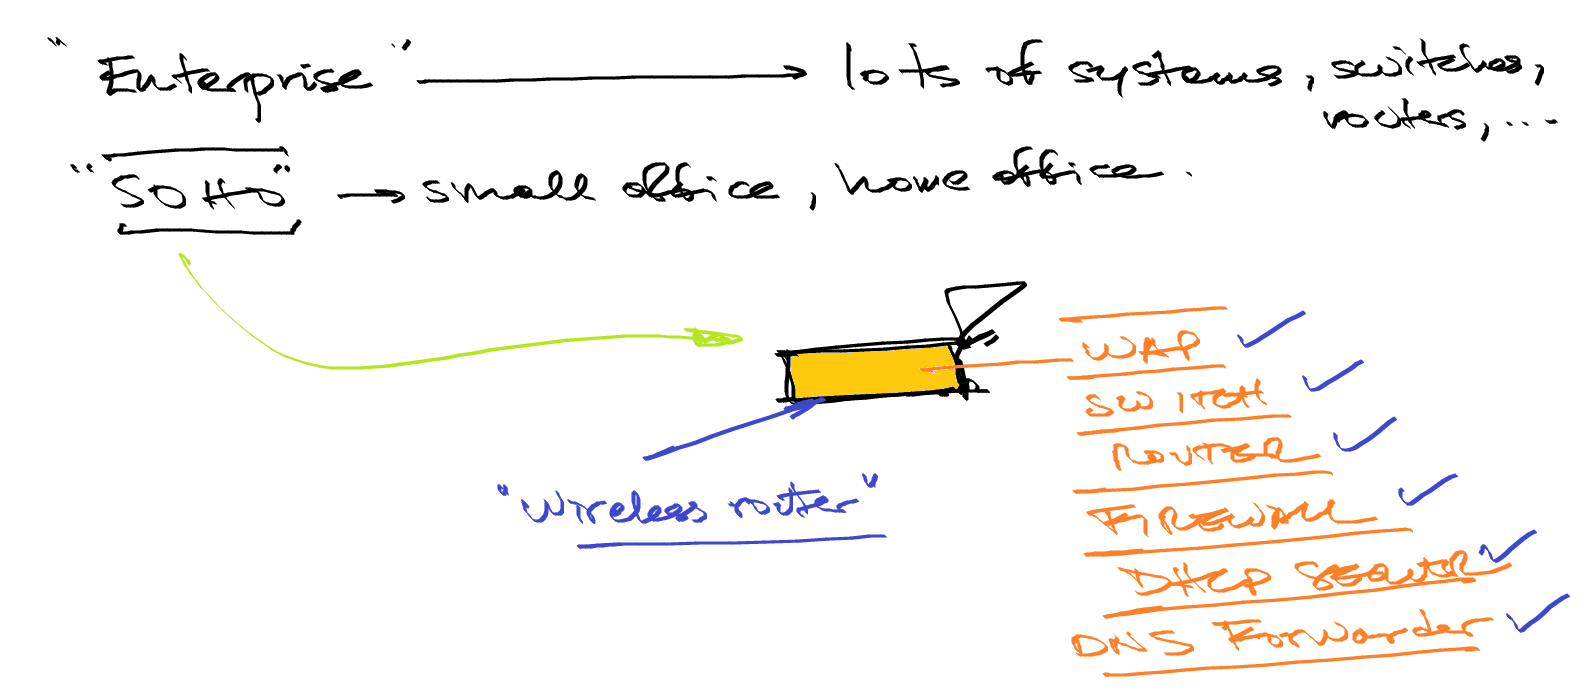 "Enterprise" → lots of systems, switches,
routers, ...
"SOHO" → small office, home office.
WAP ✓
SWITCH ✓
ROUTER ✓
"wireless router"
FIREWALL ✓
DHCP SERVER ✓
DNS Forwarder ✓